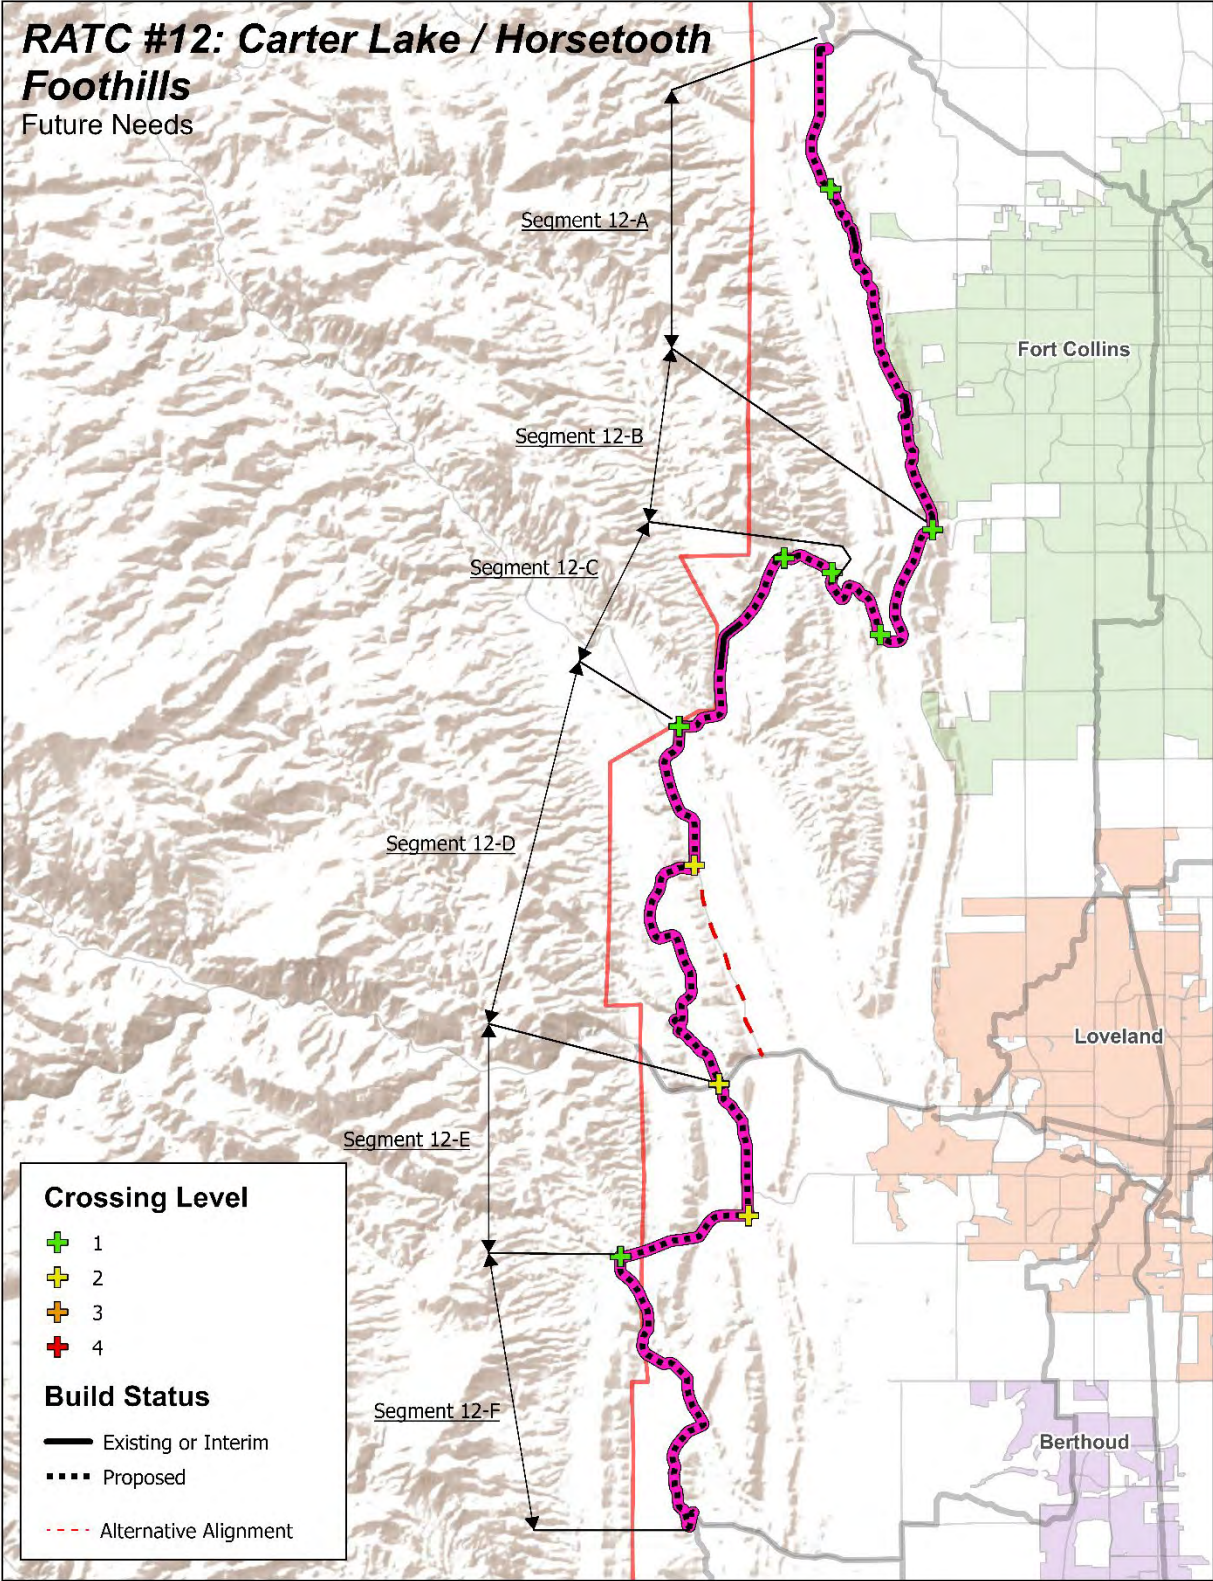 RATC #12: Carter Lake / Horsetooth
Foothills
Future Needs
Segment 12-A
Fort Collins
Segment 12-B
Segment 12-C
Segment 12-D
Loveland
Segment 12-E
Segment 12-F
Berthoud
Crossing Level
1
2
3
4
Build Status
Existing or Interim
Proposed
Alternative Alignment